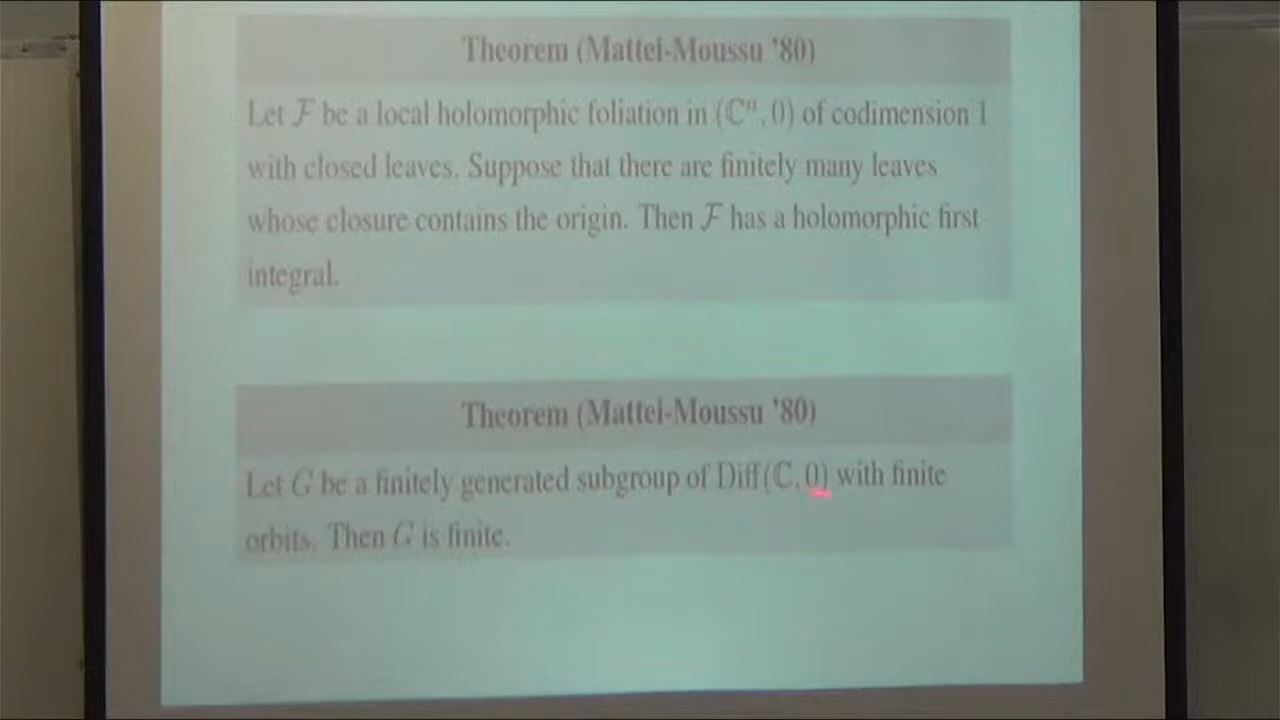 Theorem (Mattei-Moussu '80)
Let ℱ be a local holomorphic foliation in (ℂⁿ, 0) of codimension 1
with closed leaves. Suppose that there are finitely many leaves
whose closure contains the origin. Then ℱ has a holomorphic first
integral.
Theorem (Mattei-Moussu '80)
Let G be a finitely generated subgroup of Diff(ℂ, 0) with finite
orbits. Then G is finite.